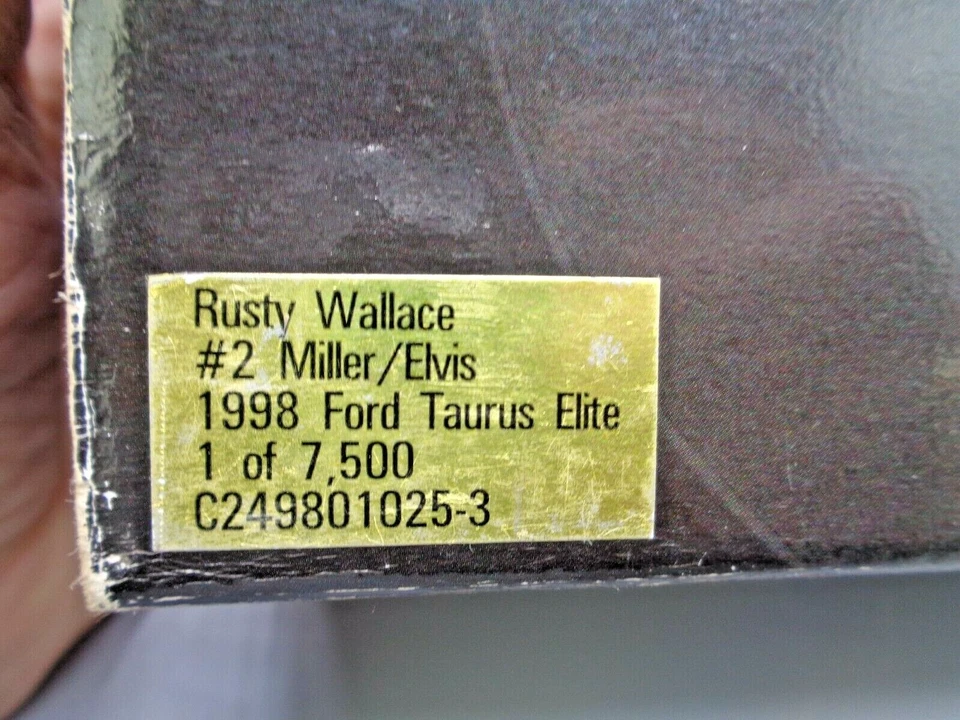 Rusty Wallace
#2 Miller/Elvis
1998 Ford Taurus Elite
1 of 7,500
C249801025-3